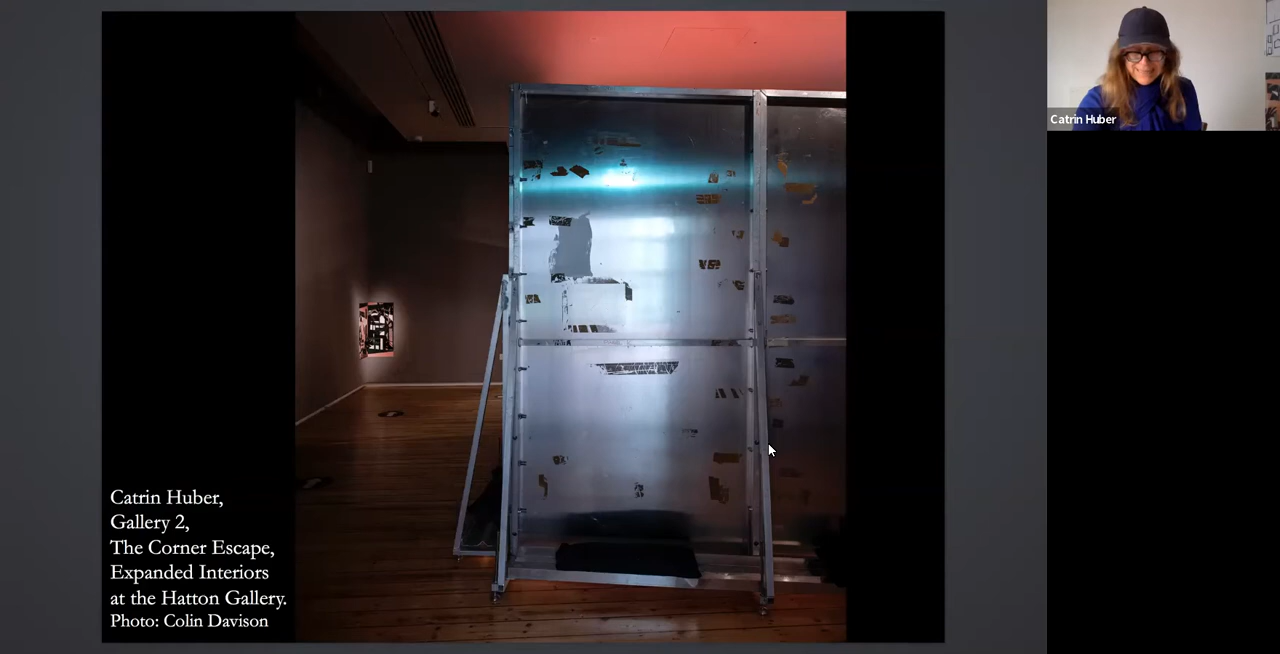 Catrin Huber,
Gallery 2,
The Corner Escape,
Expanded Interiors
at the Hatton Gallery.
Photo: Colin Davison
Catrin Huber